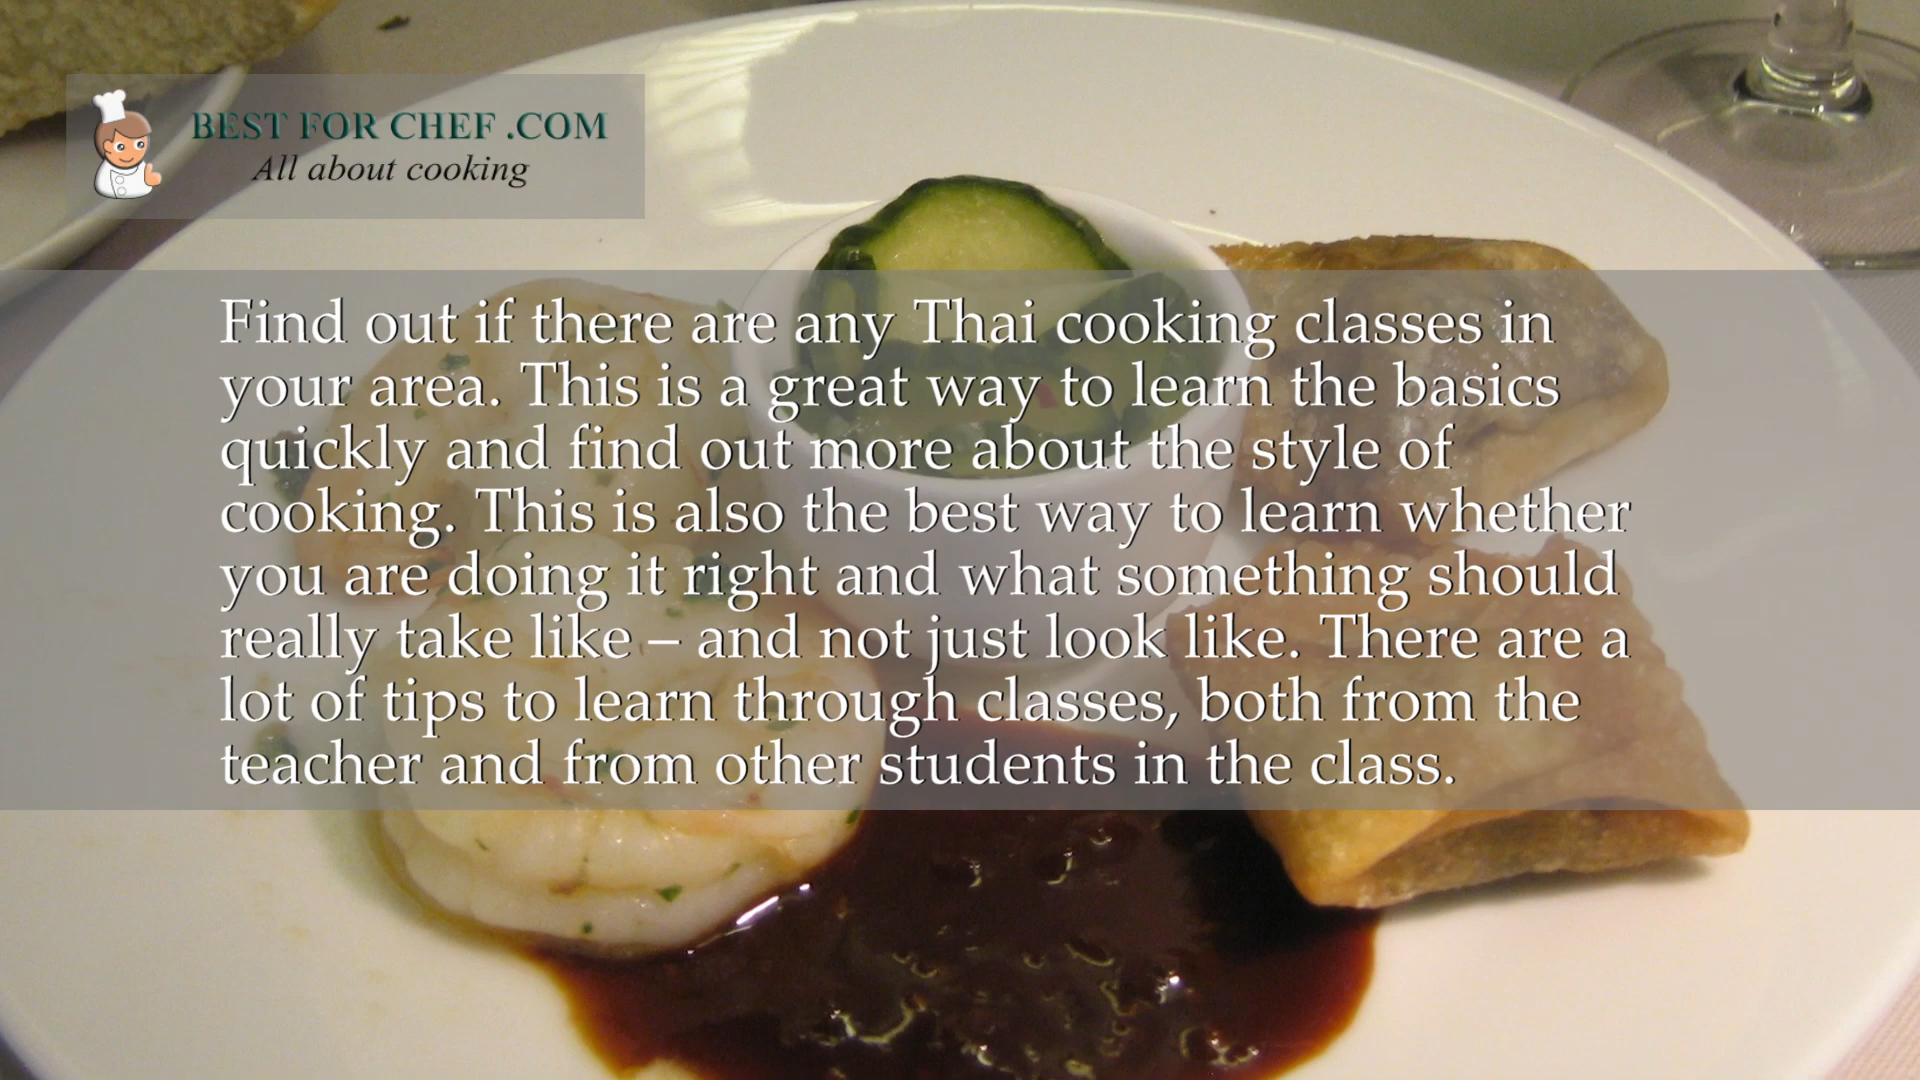 BEST FOR CHEF .COM
All about cooking
Find out if there are any Thai cooking classes in
your area. This is a great way to learn the basics
quickly and find out more about the style of
cooking. This is also the best way to learn whether
you are doing it right and what something should
really take like – and not just look like. There are a
lot of tips to learn through classes, both from the
teacher and from other students in the class.